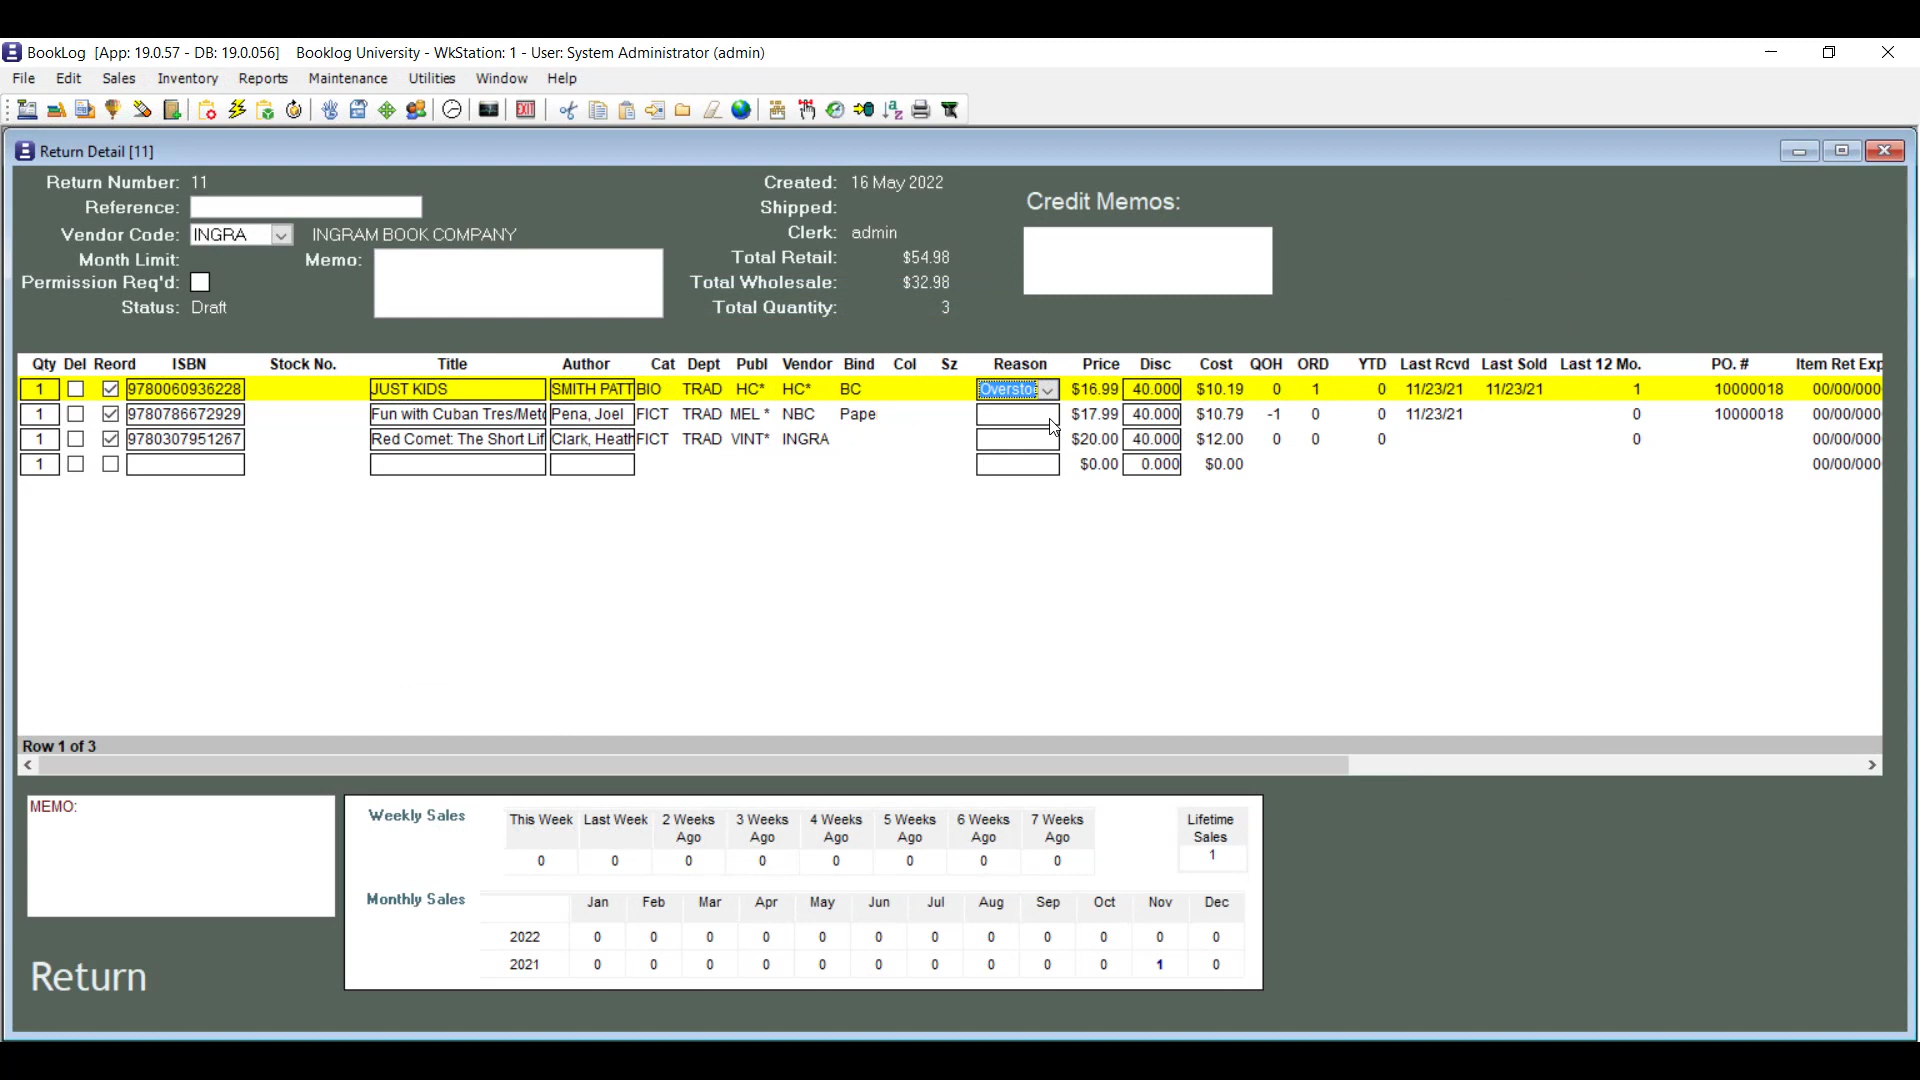 BookLog [App: 19.0.57 - DB: 19.0.056] Booklog University - WkStation: 1 - User: System Administrator (admin)
File Edit Sales Inventory Reports Maintenance Utilities Window Help
EXIT
Return Detail [11]
Return Number: 11
Reference:
Vendor Code: INGRA INGRAM BOOK COMPANY
Month Limit:
Memo:
Permission Req'd:
Status: Draft
Created: 16 May 2022
Shipped:
Clerk: admin
Total Retail: $54.98
Total Wholesale: $32.98
Total Quantity: 3
Credit Memos:
Qty Del Reord ISBN Stock No. Title Author Cat Dept Publ Vendor Bind Col Sz Reason Price Disc Cost QOH ORD YTD Last Rcvd Last Sold Last 12 Mo. PO. # Item Ret Exp
1 9780060936228 JUST KIDS SMITH PATT BIO TRAD HC* HC* BC Oversto $16.99 40.000 $10.19 0 1 0 11/23/21 11/23/21 1 10000018 00/00/000
1 9780786672929 Fun with Cuban Tres/Meto Pena, Joel FICT TRAD MEL * NBC Pape $17.99 40.000 $10.79 -1 0 0 11/23/21 0 10000018 00/00/000
1 9780307951267 Red Comet: The Short Lif Clark, Heath FICT TRAD VINT* INGRA $20.00 40.000 $12.00 0 0 0 0 00/00/000
1 $0.00 0.000 $0.00 00/00/000
Row 1 of 3
MEMO:
Weekly Sales This Week Last Week 2 Weeks Ago 3 Weeks Ago 4 Weeks Ago 5 Weeks Ago 6 Weeks Ago 7 Weeks Ago Lifetime Sales
0 0 0 0 0 0 0 0 1
Monthly Sales Jan Feb Mar Apr May Jun Jul Aug Sep Oct Nov Dec
2022 0 0 0 0 0 0 0 0 0 0 0 0
2021 0 0 0 0 0 0 0 0 0 0 1 0
Return